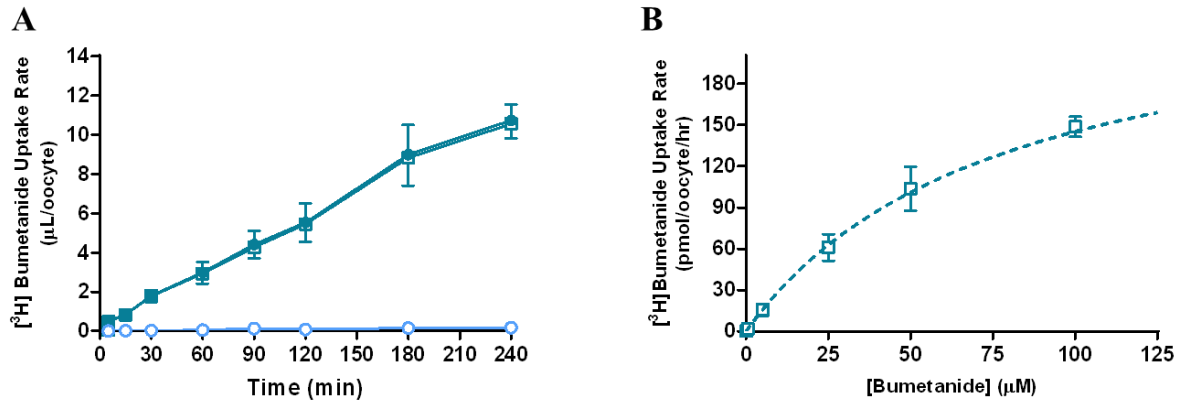 A
[³H] Bumetanide Uptake Rate
(μL/oocyte)
14
12
10
8
6
4
2
0
0 30 60 90 120 150 180 210 240
Time (min)
B
[³H]Bumetanide Uptake Rate
(pmol/oocyte/hr)
180
150
120
90
60
30
0
0 25 50 75 100 125
[Bumetanide] (μM)